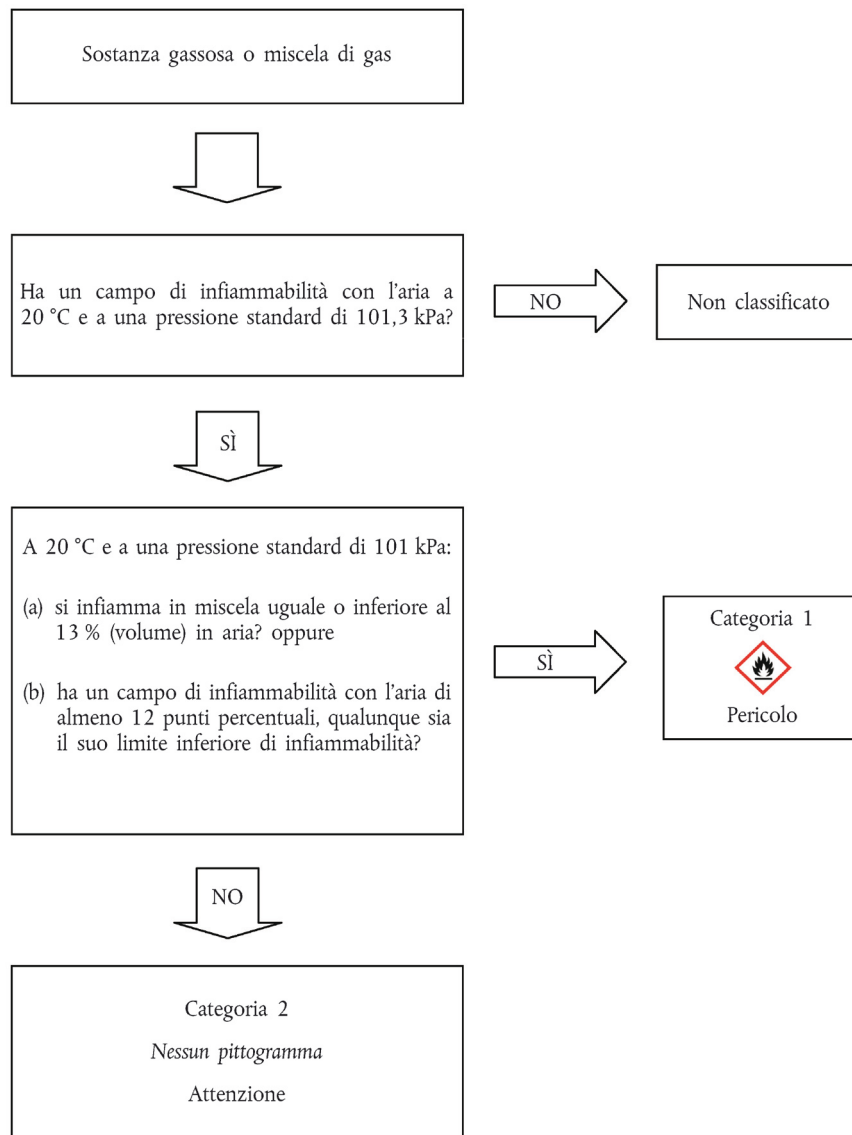 Sostanza gassosa o miscela di gas
Ha un campo di infiammabilità con l'aria a
20 °C e a una pressione standard di 101,3 kPa?
NO
Non classificato
SÌ
A 20 °C e a una pressione standard di 101 kPa:
(a) si infiamma in miscela uguale o inferiore al
13 % (volume) in aria? oppure
(b) ha un campo di infiammabilità con l'aria di
almeno 12 punti percentuali, qualunque sia
il suo limite inferiore di infiammabilità?
SÌ
Categoria 1
Pericolo
NO
Categoria 2
Nessun pittogramma
Attenzione